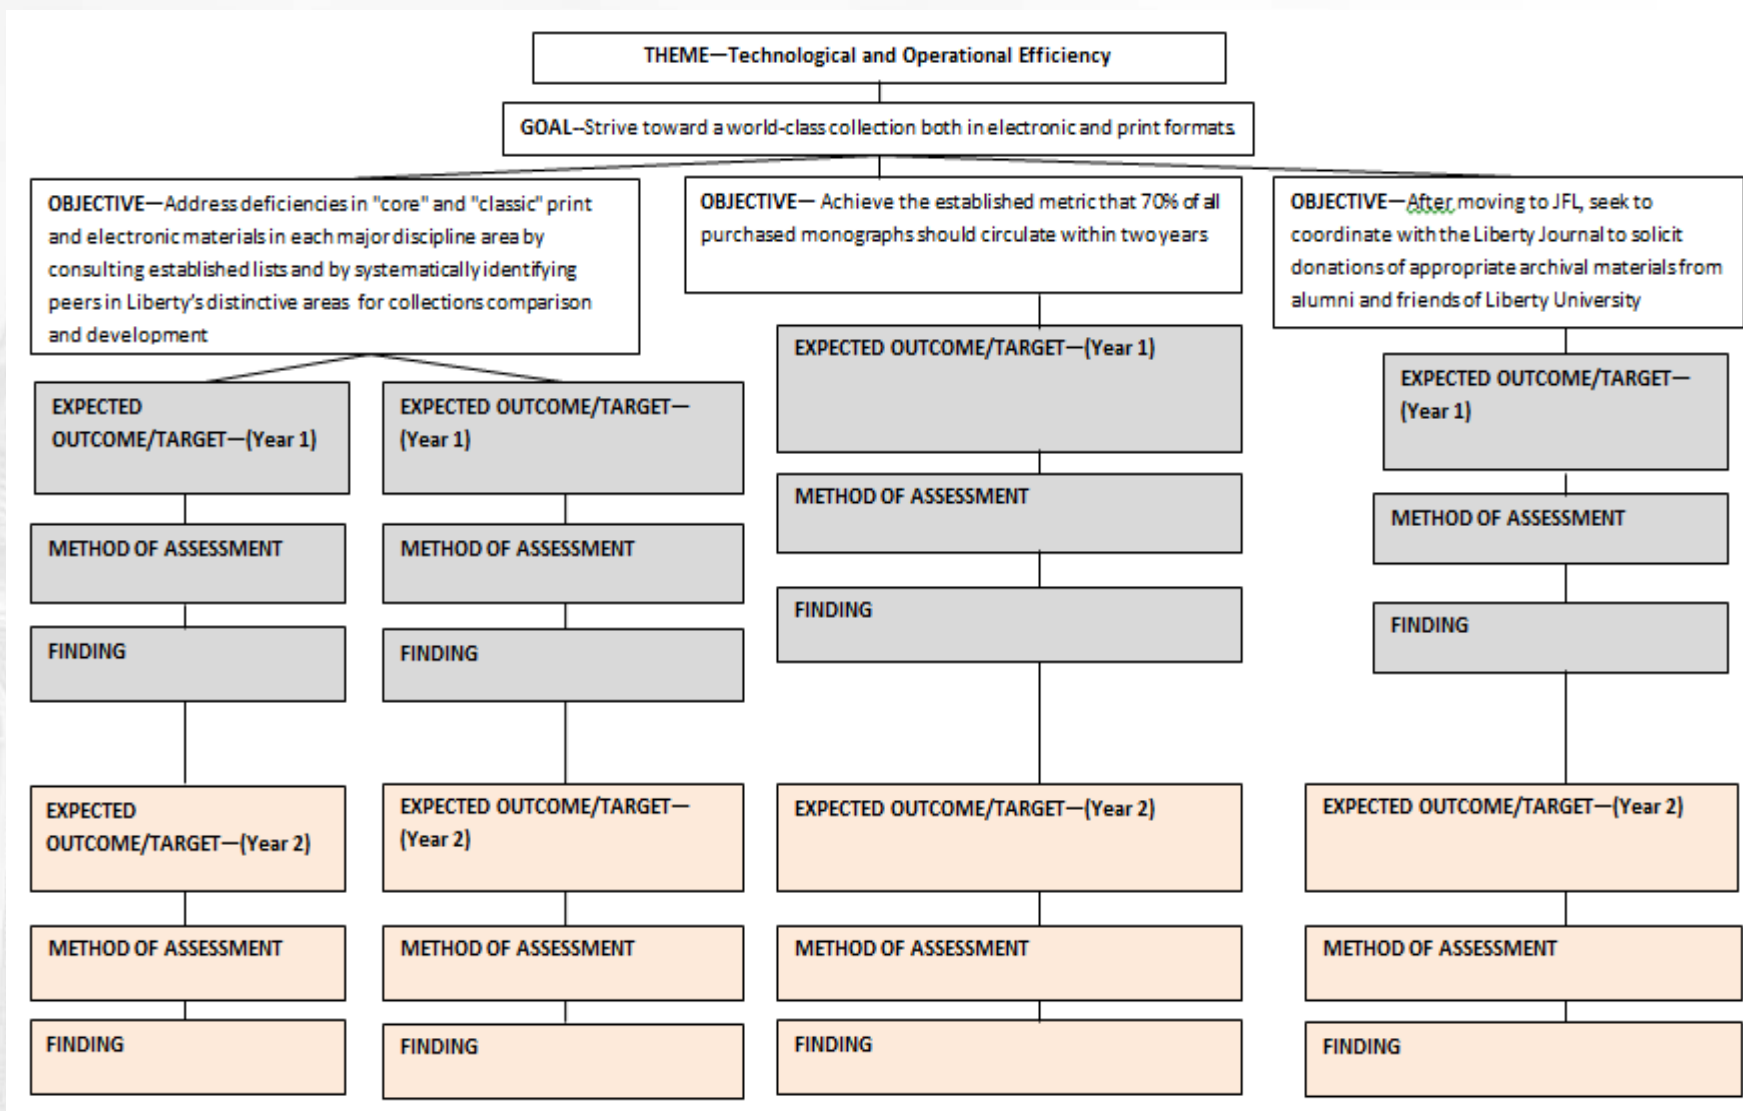 THEME—Technological and Operational Efficiency
GOAL--Strive toward a world-class collection both in electronic and print formats.
OBJECTIVE—Address deficiencies in "core" and "classic" print
and electronic materials in each major discipline area by
consulting established lists and by systematically identifying
peers in Liberty's distinctive areas for collections comparison
and development
OBJECTIVE— Achieve the established metric that 70% of all
purchased monographs should circulate within two years
OBJECTIVE—After moving to JFL, seek to
coordinate with the Liberty Journal to solicit
donations of appropriate archival materials from
alumni and friends of Liberty University
EXPECTED
OUTCOME/TARGET—(Year 1)
EXPECTED OUTCOME/TARGET—
(Year 1)
EXPECTED OUTCOME/TARGET—(Year 1)
EXPECTED OUTCOME/TARGET—
(Year 1)
METHOD OF ASSESSMENT
METHOD OF ASSESSMENT
METHOD OF ASSESSMENT
METHOD OF ASSESSMENT
FINDING
FINDING
FINDING
FINDING
EXPECTED
OUTCOME/TARGET—(Year 2)
EXPECTED OUTCOME/TARGET—
(Year 2)
EXPECTED OUTCOME/TARGET—(Year 2)
EXPECTED OUTCOME/TARGET—(Year 2)
METHOD OF ASSESSMENT
METHOD OF ASSESSMENT
METHOD OF ASSESSMENT
METHOD OF ASSESSMENT
FINDING
FINDING
FINDING
FINDING